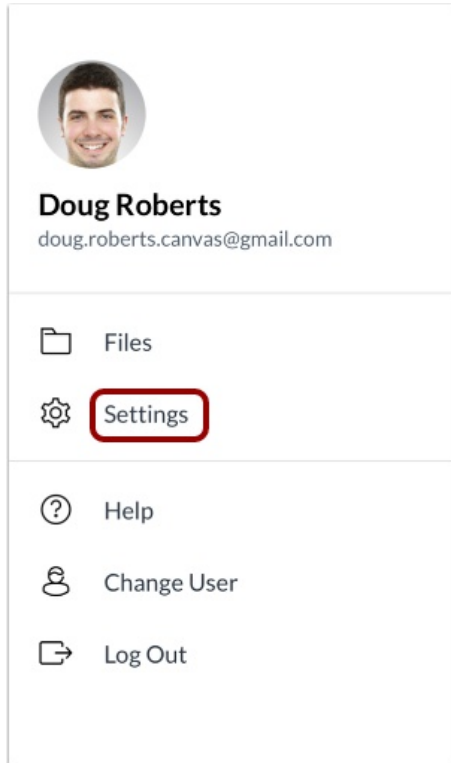 Doug Roberts
doug.roberts.canvas@gmail.com
Files
Settings
Help
Change User
Log Out